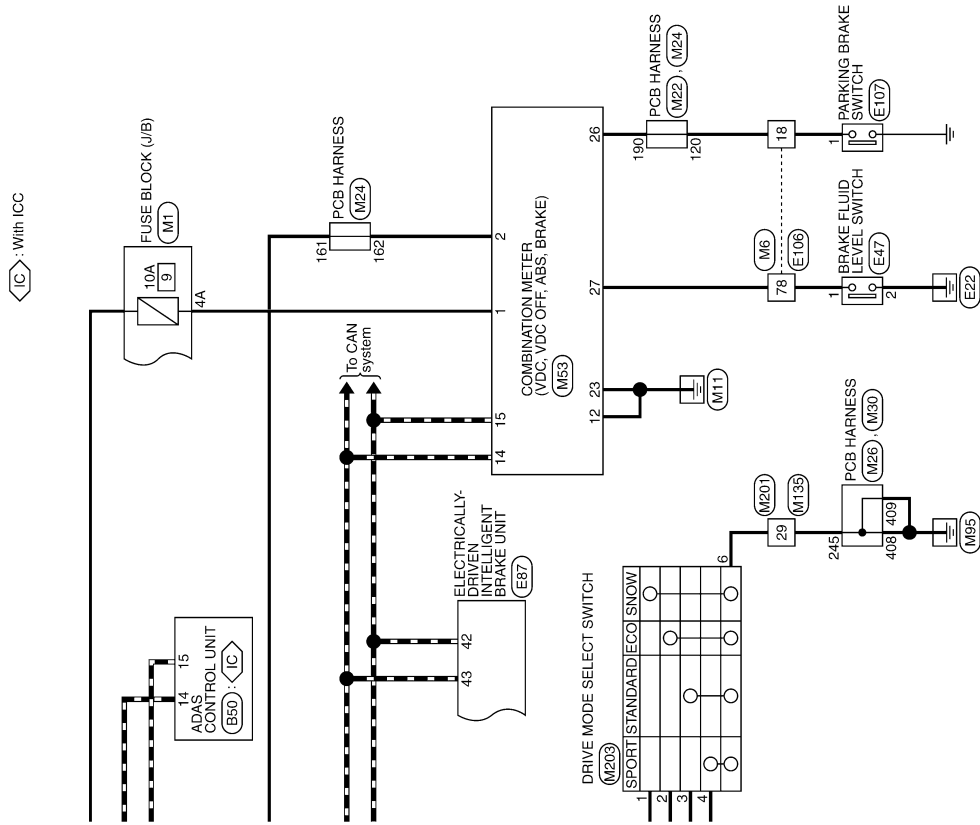 IC : With ICC
FUSE BLOCK (J/B)
M1
10A
9
4A
PCB HARNESS
M24
161
162
To CAN
system
1
2
14
15
COMBINATION METER
(VDC, VDC OFF, ABS, BRAKE)
M53
12
23
27
26
M11
PCB HARNESS
M22 , M24
190
120
M6
E106
78
18
BRAKE FLUID
LEVEL SWITCH
E47
1
2
E22
PARKING BRAKE
SWITCH
E107
1
14
15
ADAS
CONTROL UNIT
B50 : IC
ELECTRICALLY-
DRIVEN
INTELLIGENT
BRAKE UNIT
E87
43
42
DRIVE MODE SELECT SWITCH
M203
SPORT STANDARD ECO SNOW
1
2
3
4
6
M201
M135
29
PCB HARNESS
M26 , M30
245
408
409
M95